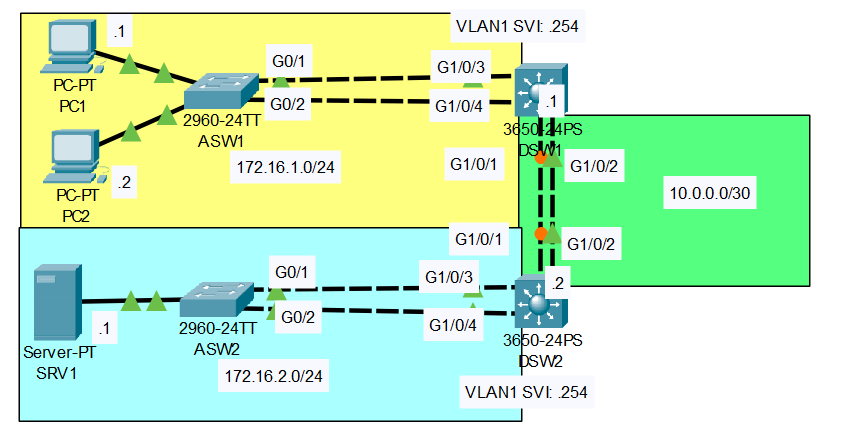 VLAN1 SVI: .254
.1
G0/1
G1/0/3
PC-PT
PC1
G0/2
G1/0/4
.1
2960-24TT
ASW1
3650-24PS
DSW1
172.16.1.0/24
G1/0/1
G1/0/2
.2
PC-PT
PC2
10.0.0.0/30
G1/0/1
G1/0/2
G0/1
G1/0/3
.2
G0/2
G1/0/4
.1
2960-24TT
ASW2
3650-24PS
DSW2
Server-PT
SRV1
172.16.2.0/24
VLAN1 SVI: .254